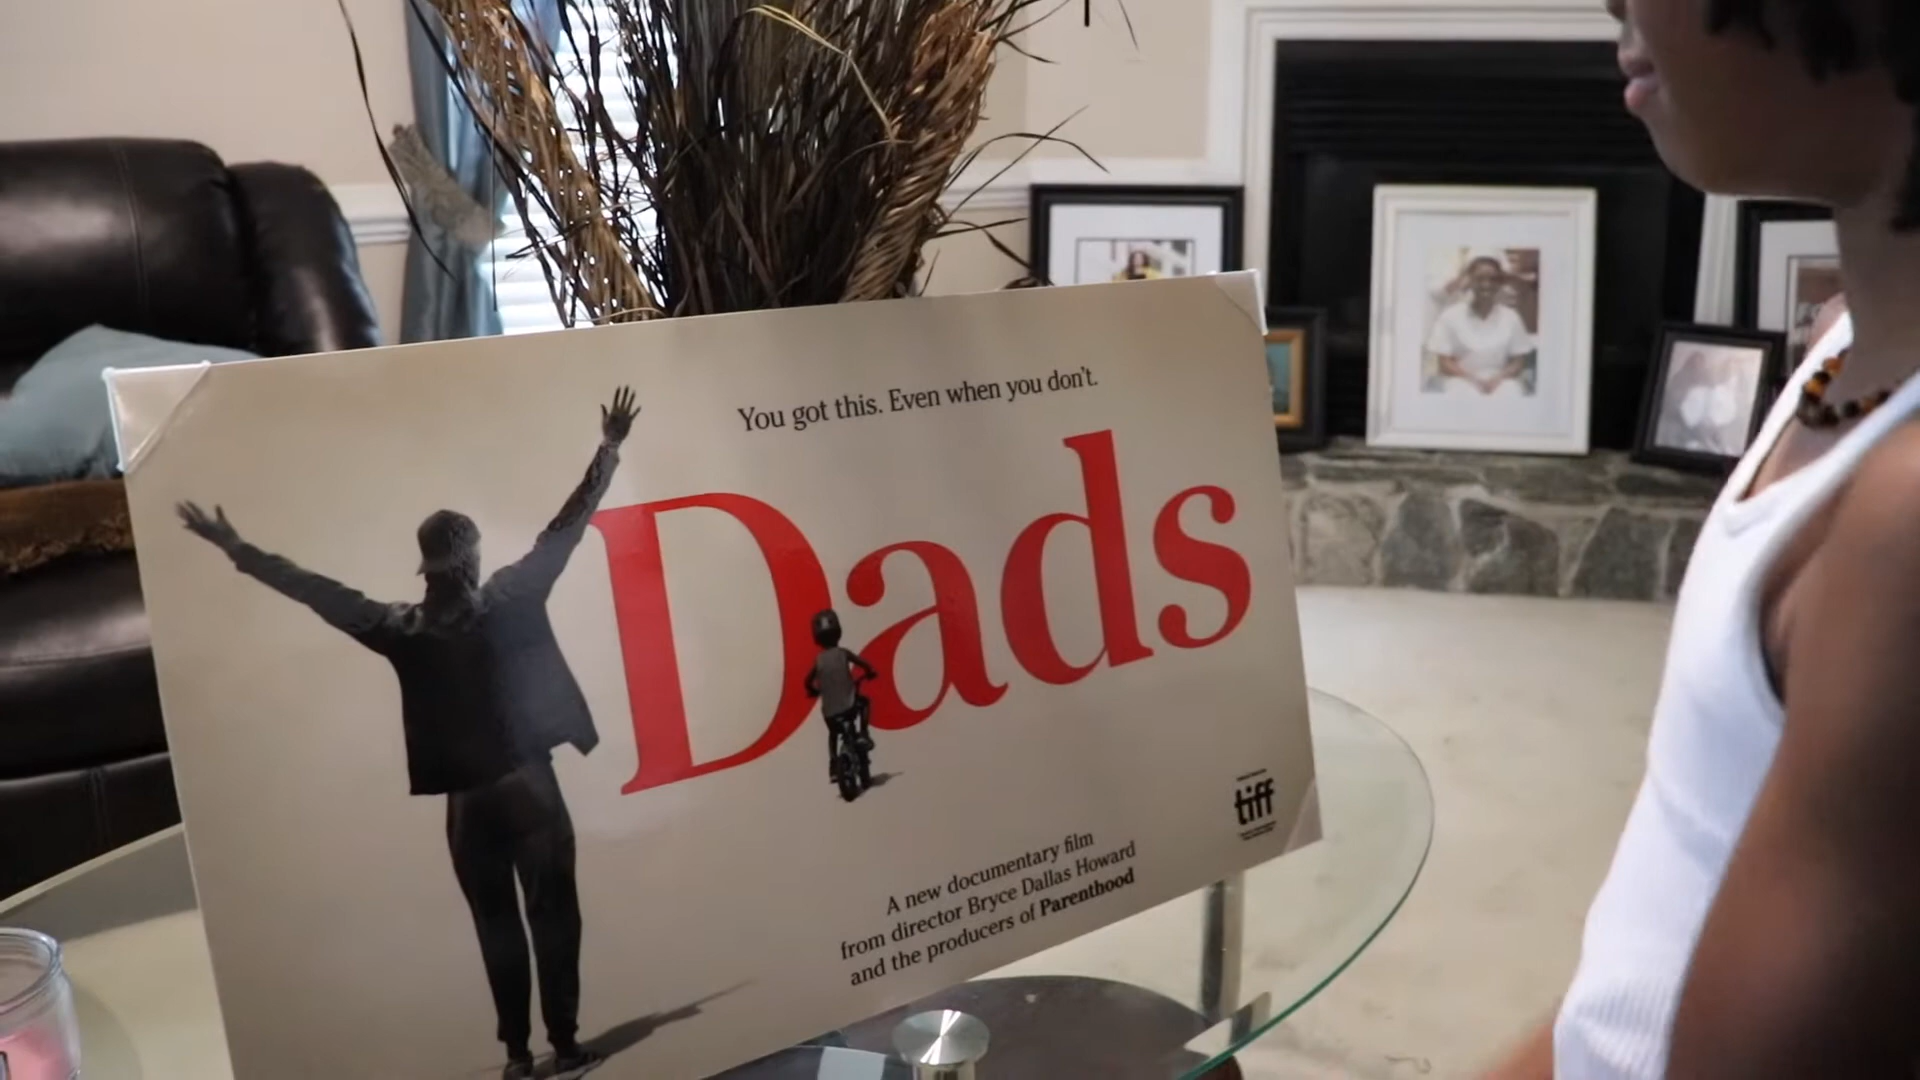 You got this. Even when you don't.
Dads
tiff
A new documentary film
from director Bryce Dallas Howard
and the producers of Parenthood